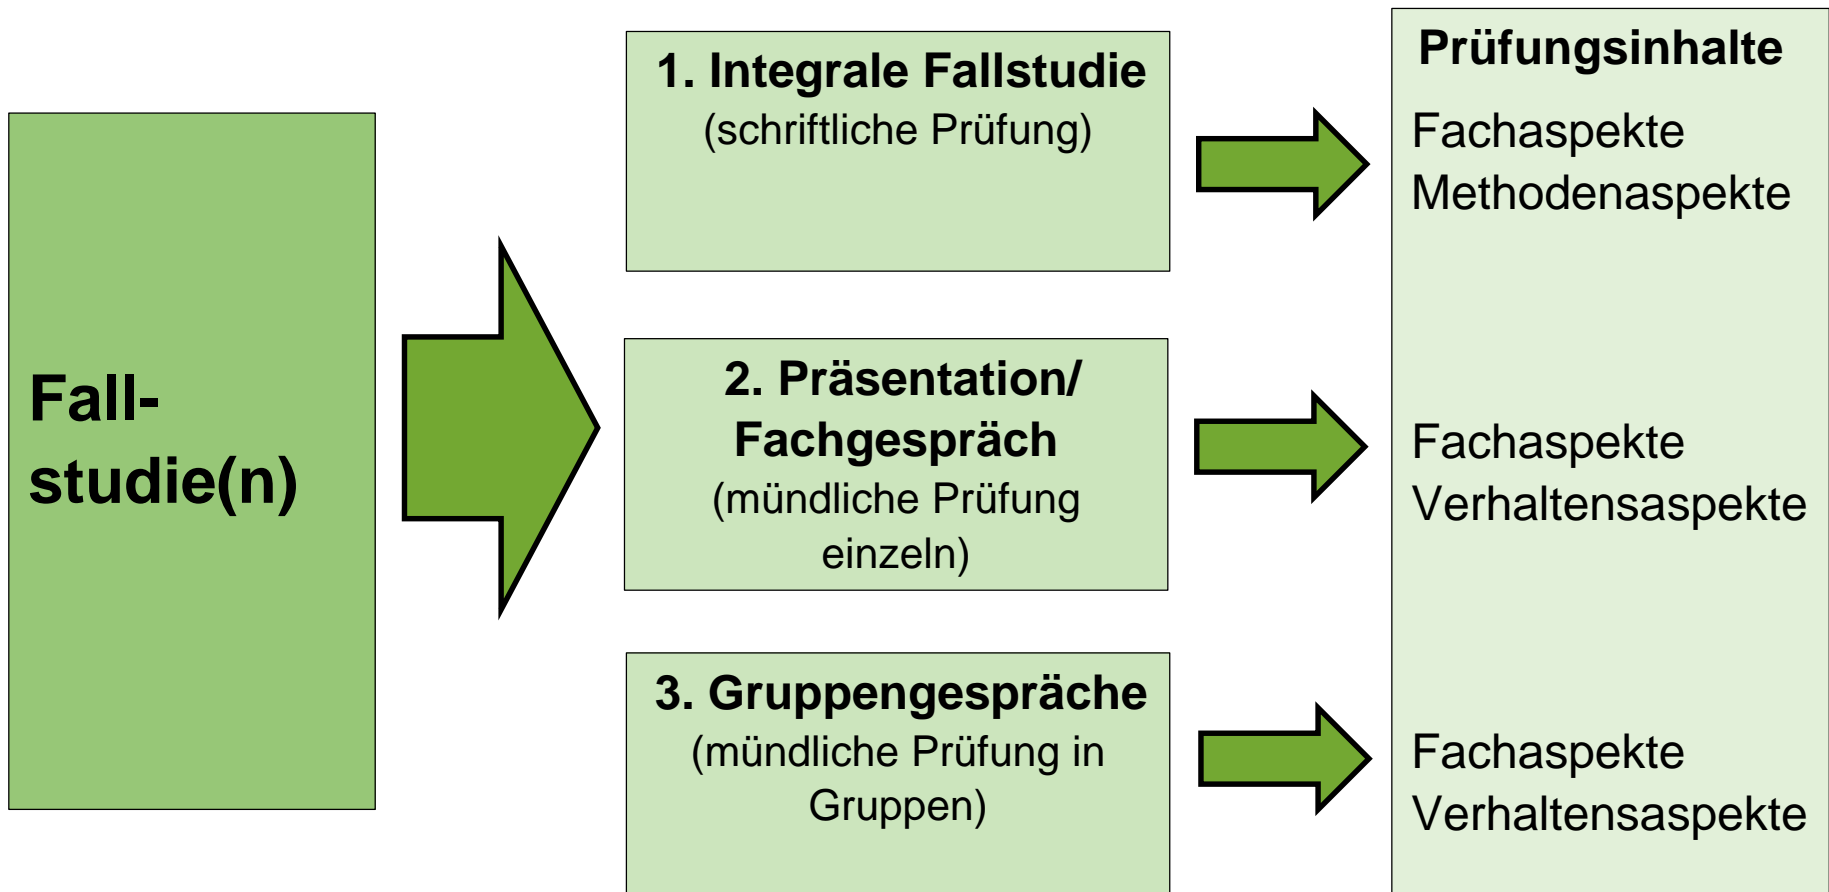 Fall-
studie(n)
1. Integrale Fallstudie
(schriftliche Prüfung)
2. Präsentation/
Fachgespräch
(mündliche Prüfung
einzeln)
3. Gruppengespräche
(mündliche Prüfung in
Gruppen)
Prüfungsinhalte
Fachaspekte
Methodenaspekte
Fachaspekte
Verhaltensaspekte
Fachaspekte
Verhaltensaspekte